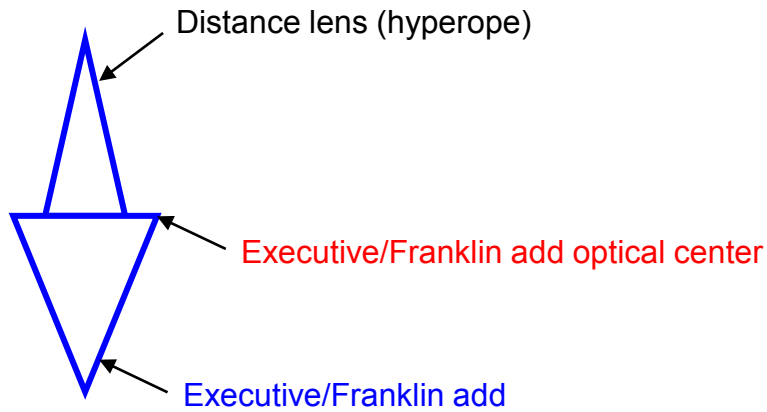 Distance lens (hyperope)
Executive/Franklin add optical center
Executive/Franklin add